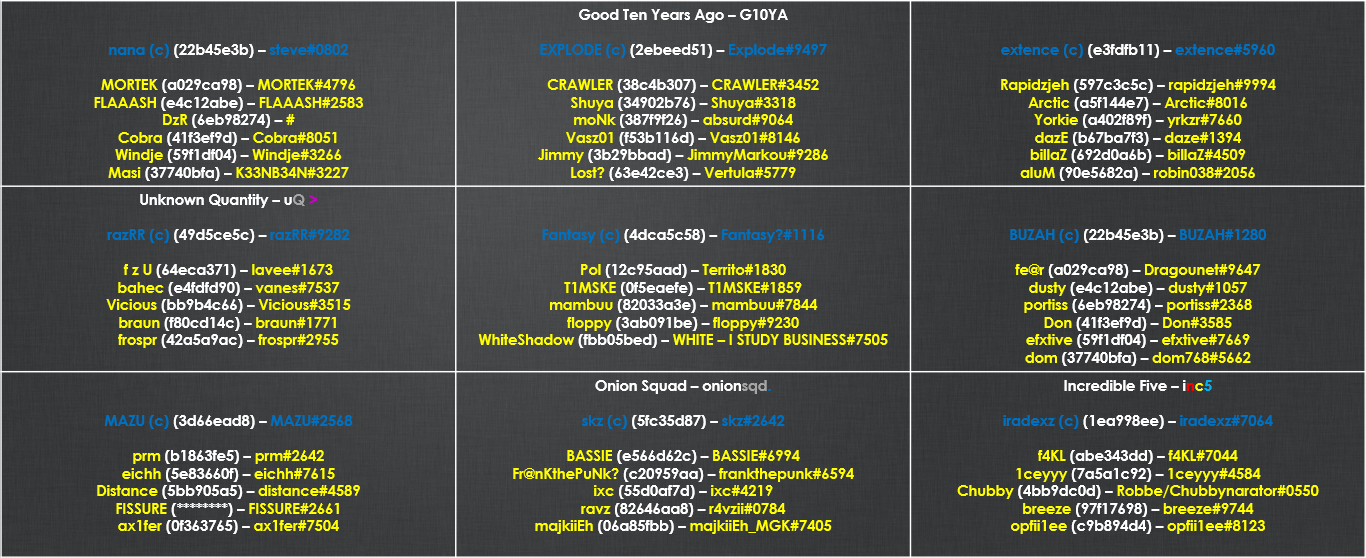 nana (c) (22b45e3b) – steve#0802
MORTEK (a029ca98) – MORTEK#4796
FLAAASH (e4c12abe) – FLAAASH#2583
DzR (6eb98274) – #
Cobra (41f3ef9d) – Cobra#8051
Windje (59f1df04) – Windje#3266
Masi (37740bfa) – K33NB34N#3227
Good Ten Years Ago – G10YA
EXPLODE (c) (2ebeed51) – Explode#9497
CRAWLER (38c4b307) – CRAWLER#3452
Shuya (34902b76) – Shuya#3318
moNk (387f9f26) – absurd#9064
Vasz01 (f53b116d) – Vasz01#8146
Jimmy (3b29bbad) – JimmyMarkou#9286
Lost? (63e42ce3) – Vertula#5779
extence (c) (e3fdfb11) – extence#5960
Rapidzjeh (597c3c5c) – rapidzjeh#9994
Arctic (a5f144e7) – Arctic#8016
Yorkie (a402f89f) – yrkzr#7660
dazE (b67ba7f3) – daze#1394
billaZ (692d0a6b) – billaZ#4509
aluM (90e5682a) – robin038#2056
Unknown Quantity – uQ >
razRR (c) (49d5ce5c) – razRR#9282
f z U (64eca371) – lavee#1673
bahec (e4fdfd90) – vanes#7537
Vicious (bb9b4c66) – Vicious#3515
braun (f80cd14c) – braun#1771
frospr (42a5a9ac) – frospr#2955
Fantasy (c) (4dca5c58) – Fantasy?#1116
Pol (12c95aad) – Territo#1830
T1MSKE (0f5eaefe) – T1MSKE#1859
mambuu (82033a3e) – mambuu#7844
floppy (3ab091be) – floppy#9230
WhiteShadow (fbb05bed) – WHITE – I STUDY BUSINESS#7505
BUZAH (c) (22b45e3b) – BUZAH#1280
fe@r (a029ca98) – Dragounet#9647
dusty (e4c12abe) – dusty#1057
portiss (6eb98274) – portiss#2368
Don (41f3ef9d) – Don#3585
efxtive (59f1df04) – efxtive#7669
dom (37740bfa) – dom768#5662
MAZU (c) (3d66ead8) – MAZU#2568
prm (b1863fe5) – prm#2642
eichh (5e83660f) – eichh#7615
Distance (5bb905a5) – distance#4589
FISSURE (********) – FISSURE#2661
ax1fer (0f363765) – ax1fer#7504
Onion Squad – onionsqd.
skz (c) (5fc35d87) – skz#2642
BASSIE (e566d62c) – BASSIE#6994
Fr@nKthePuNk? (c20959aa) – frankthepunk#6594
ixc (55d0af7d) – ixc#4219
ravz (82646aa8) – r4vzii#0784
majkiiEh (06a85fbb) – majkiiEh_MGK#7405
Incredible Five – inc5
iradexz (c) (1ea998ee) – iradexz#7064
f4KL (abe343dd) – f4KL#7044
1ceyyy (7a5a1c92) – 1ceyyy#4584
Chubby (4bb9dc0d) – Robbe/Chubbynarator#0550
breeze (97f17698) – breeze#9744
opfii1ee (c9b894d4) – opfii1ee#8123